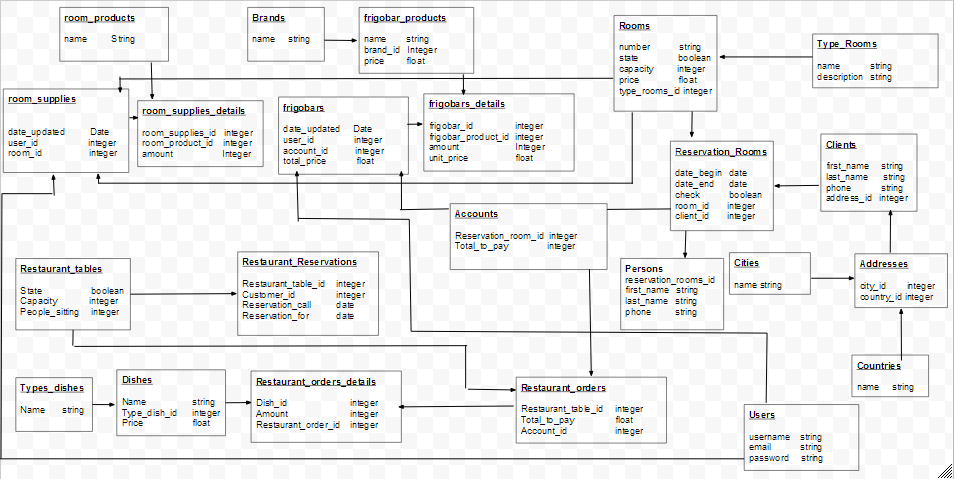 room_products
name String
Brands
name string
frigobar_products
name string
brand_id Integer
price float
Rooms
number string
state boolean
capacity integer
price float
type_rooms_id integer
Type_Rooms
name string
description string
room_supplies
date_updated Date
user_id integer
room_id integer
room_supplies_details
room_supplies_id integer
room_product_id integer
amount Integer
frigobars
date_updated Date
user_id integer
account_id integer
total_price float
frigobars_details
frigobar_id integer
frigobar_product_id integer
amount Integer
unit_price float
Reservation_Rooms
date_begin date
date_end date
check boolean
room_id integer
client_id integer
Clients
first_name string
last_name string
phone string
address_id integer
Accounts
Reservation_room_id integer
Total_to_pay integer
Restaurant_tables
State boolean
Capacity integer
People_sitting integer
Restaurant_Reservations
Restaurant_table_id integer
Customer_id integer
Reservation_call date
Reservation_for date
Persons
reservation_rooms_id
first_name string
last_name string
phone string
Cities
name string
Addresses
city_id integer
country_id integer
Types_dishes
Name string
Dishes
Name string
Type_dish_id integer
Price float
Restaurant_orders_details
Dish_id integer
Amount integer
Restaurant_order_id integer
Restaurant_orders
Restaurant_table_id integer
Total_to_pay float
Account_id integer
Countries
name string
Users
username string
email string
password string